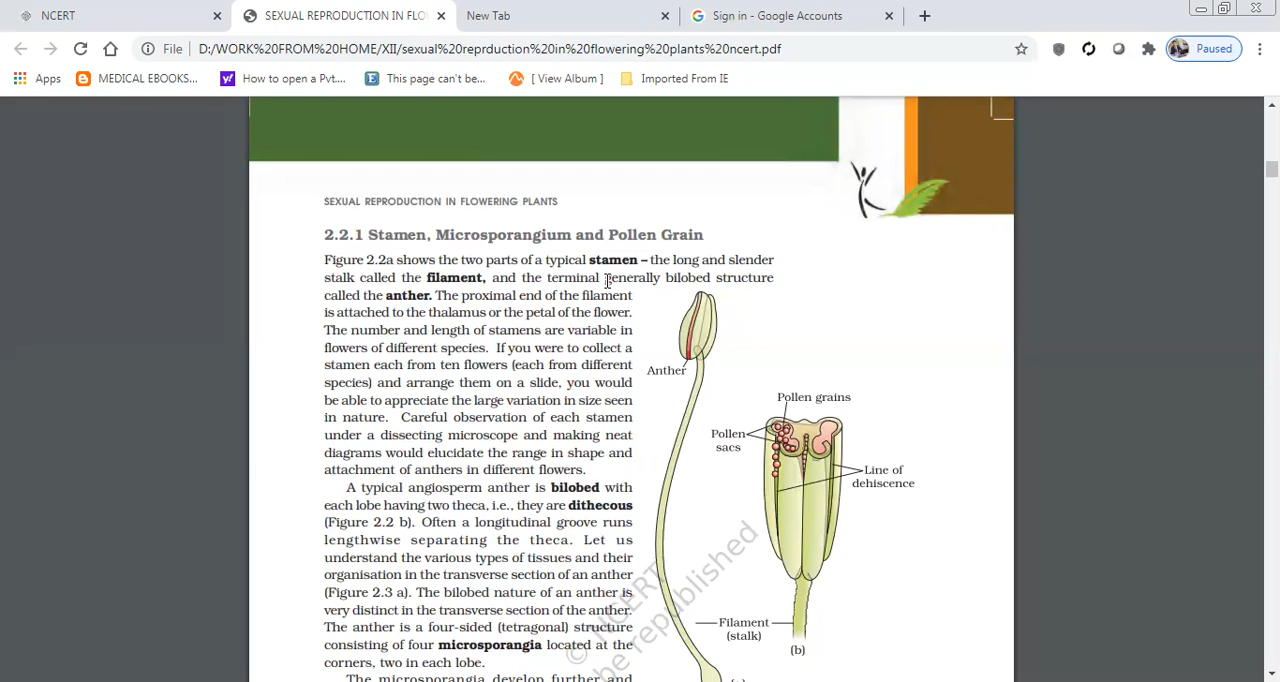 NCERT
SEXUAL REPRODUCTION IN FLO
New Tab
Sign in - Google Accounts
File
D:/WORK%20FROM%20HOME/XII/sexual%20reprduction%20in%20flowering%20plants%20ncert.pdf
Paused
Apps
MEDICAL EBOOKS...
How to open a Pvt....
This page can't be...
[ View Album ]
Imported From IE
SEXUAL REPRODUCTION IN FLOWERING PLANTS
2.2.1 Stamen, Microsporangium and Pollen Grain
Figure 2.2a shows the two parts of a typical stamen – the long and slender
stalk called the filament, and the terminal generally bilobed structure
called the anther. The proximal end of the filament
is attached to the thalamus or the petal of the flower.
The number and length of stamens are variable in
flowers of different species. If you were to collect a
stamen each from ten flowers (each from different
species) and arrange them on a slide, you would
be able to appreciate the large variation in size seen
in nature. Careful observation of each stamen
under a dissecting microscope and making neat
diagrams would elucidate the range in shape and
attachment of anthers in different flowers.
A typical angiosperm anther is bilobed with
each lobe having two theca, i.e., they are dithecous
(Figure 2.2 b). Often a longitudinal groove runs
lengthwise separating the theca. Let us
understand the various types of tissues and their
organisation in the transverse section of an anther
(Figure 2.3 a). The bilobed nature of an anther is
very distinct in the transverse section of the anther.
The anther is a four-sided (tetragonal) structure
consisting of four microsporangia located at the
corners, two in each lobe.
The microsporangia develop further and
Anther
Pollen grains
Pollen
sacs
Line of
dehiscence
Filament
(stalk)
(b)
© NCERT
be republished